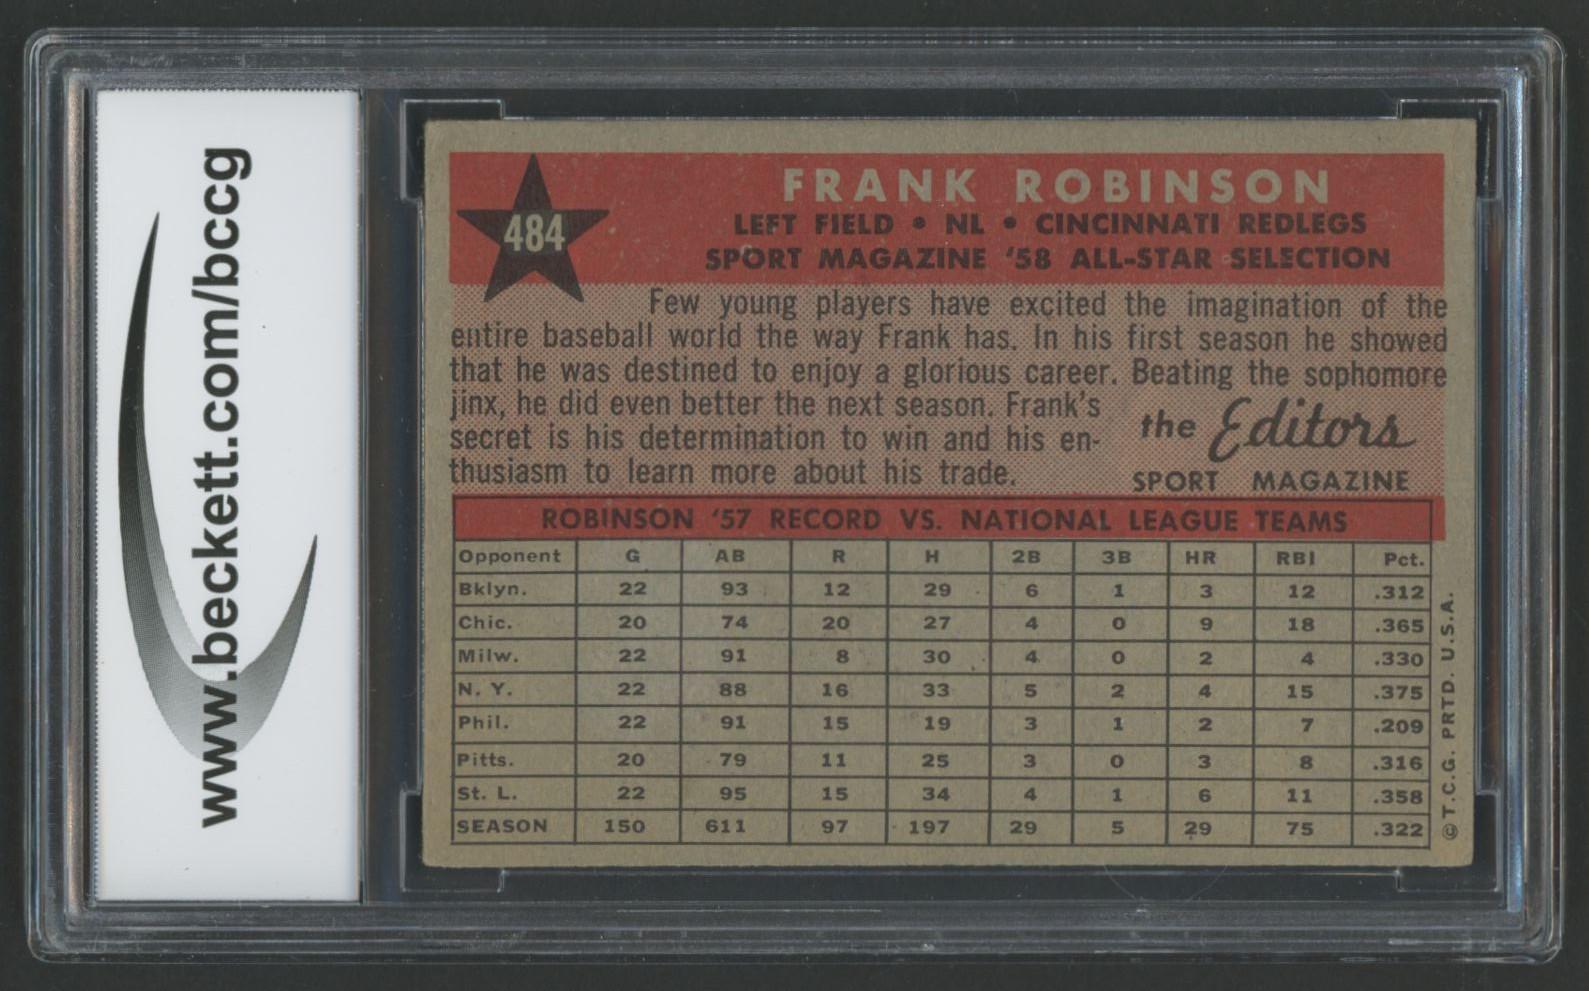 www.beckett.com/bccg
484
FRANK ROBINSON
LEFT FIELD • NL • CINCINNATI REDLEGS
SPORT MAGAZINE '58 ALL-STAR SELECTION
Few young players have excited the imagination of the
entire baseball world the way Frank has. In his first season he showed
that he was destined to enjoy a glorious career. Beating the sophomore
jinx, he did even better the next season. Frank's
secret is his determination to win and his en-
thusiasm to learn more about his trade.
the Editors
SPORT MAGAZINE
ROBINSON '57 RECORD VS. NATIONAL LEAGUE TEAMS
Opponent G AB R H 2B 3B HR RBI Pct.
Bklyn. 22 93 12 29 6 1 3 12 .312
Chic. 20 74 20 27 4 0 9 18 .365
Milw. 22 91 8 30 4 0 2 4 .330
N. Y. 22 88 16 33 5 2 4 15 .375
Phil. 22 91 15 19 3 1 2 7 .209
Pitts. 20 79 11 25 3 0 3 8 .316
St. L. 22 95 15 34 4 1 6 11 .358
SEASON 150 611 97 197 29 5 29 75 .322
© T.C.G. PRTD. U.S.A.